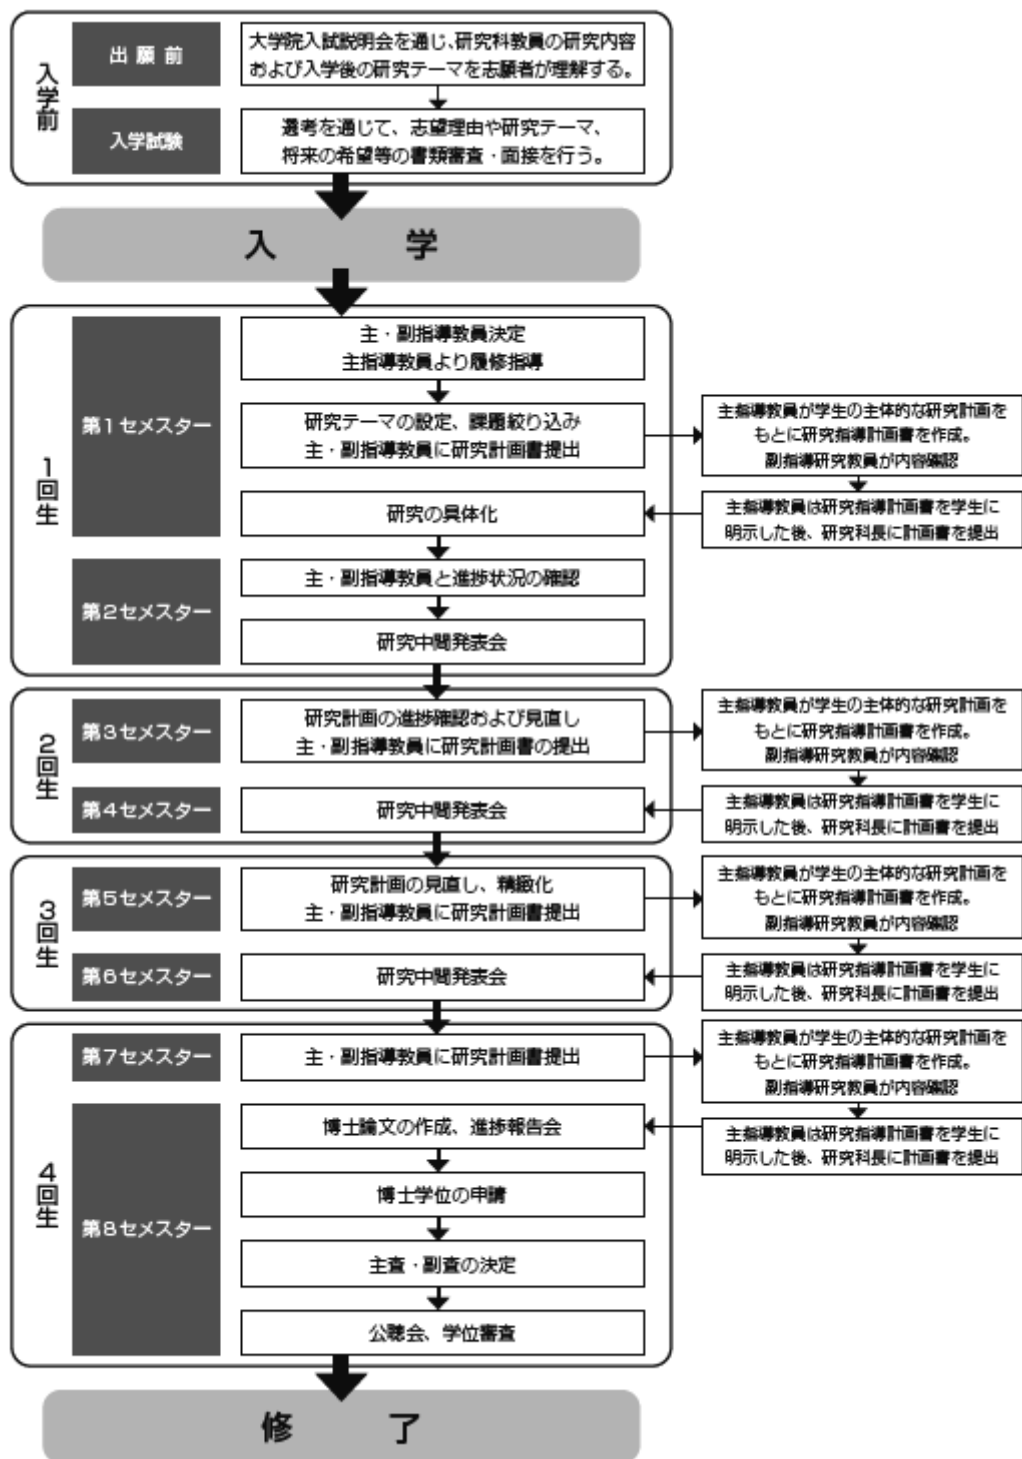 入学前
出願前
大学院入試説明会を通じ、研究科教員の研究内容
および入学後の研究テーマを志願者が理解する。
入学試験
選考を通じて、志望理由や研究テーマ、
将来の希望等の書類審査・面接を行う。
入学
1回生
第1セメスター
主・副指導教員決定
主指導教員より履修指導
研究テーマの設定、課題絞り込み
主・副指導教員に研究計画書提出
主指導教員が学生の主体的な研究計画を
もとに研究指導計画書を作成。
副指導研究教員が内容確認
主指導教員は研究指導計画書を学生に
明示した後、研究科長に計画書を提出
研究の具体化
第2セメスター
主・副指導教員と進捗状況の確認
研究中間発表会
2回生
第3セメスター
研究計画の進捗確認および見直し
主・副指導教員に研究計画書の提出
主指導教員が学生の主体的な研究計画を
もとに研究指導計画書を作成。
副指導研究教員が内容確認
主指導教員は研究指導計画書を学生に
明示した後、研究科長に計画書を提出
第4セメスター
研究中間発表会
3回生
第5セメスター
研究計画の見直し、精緻化
主・副指導教員に研究計画書提出
主指導教員が学生の主体的な研究計画を
もとに研究指導計画書を作成。
副指導研究教員が内容確認
主指導教員は研究指導計画書を学生に
明示した後、研究科長に計画書を提出
第6セメスター
研究中間発表会
4回生
第7セメスター
主・副指導教員に研究計画書提出
主指導教員が学生の主体的な研究計画を
もとに研究指導計画書を作成。
副指導研究教員が内容確認
主指導教員は研究指導計画書を学生に
明示した後、研究科長に計画書を提出
第8セメスター
博士論文の作成、進捗報告会
博士学位の申請
主査・副査の決定
公聴会、学位審査
修了